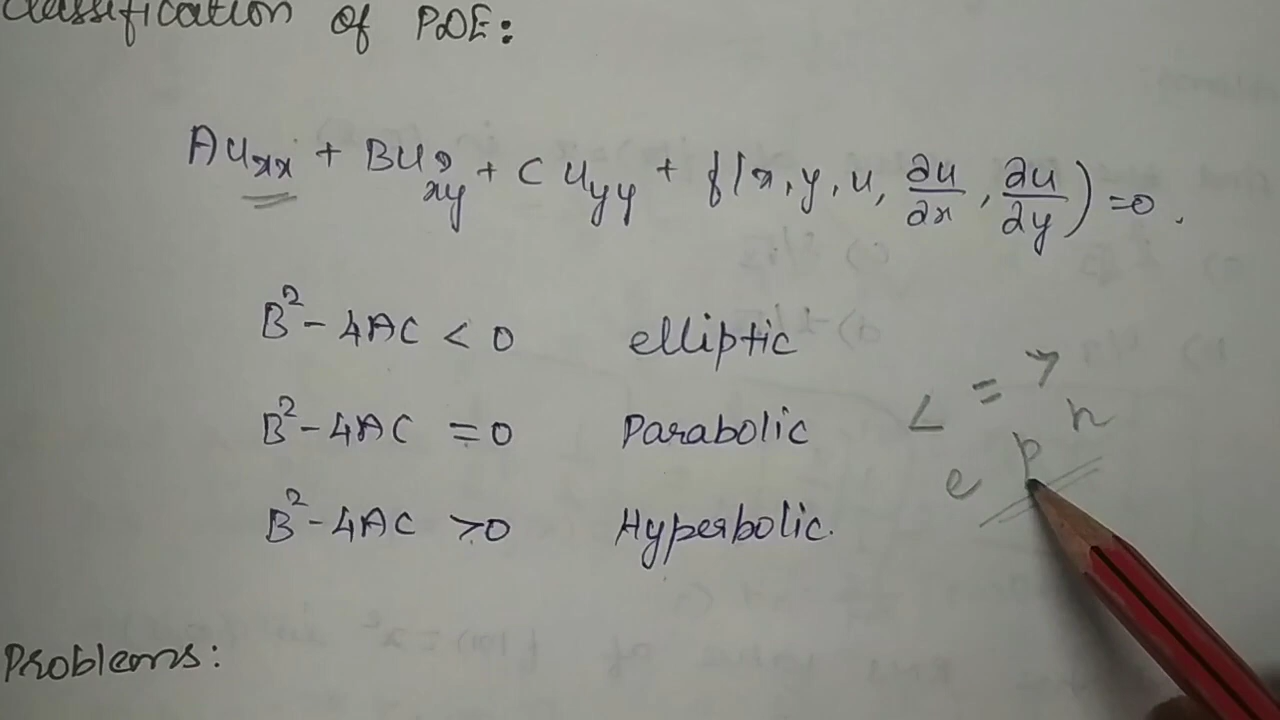 Classification of PDE:
Au_xx + Bu_xy + Cu_yy + f(x, y, u, ∂u/∂x, ∂u/∂y) = 0.
B² - 4AC < 0 elliptic
B² - 4AC = 0 Parabolic
B² - 4AC > 0 Hyperbolic.
< = >
e p h
Problems: